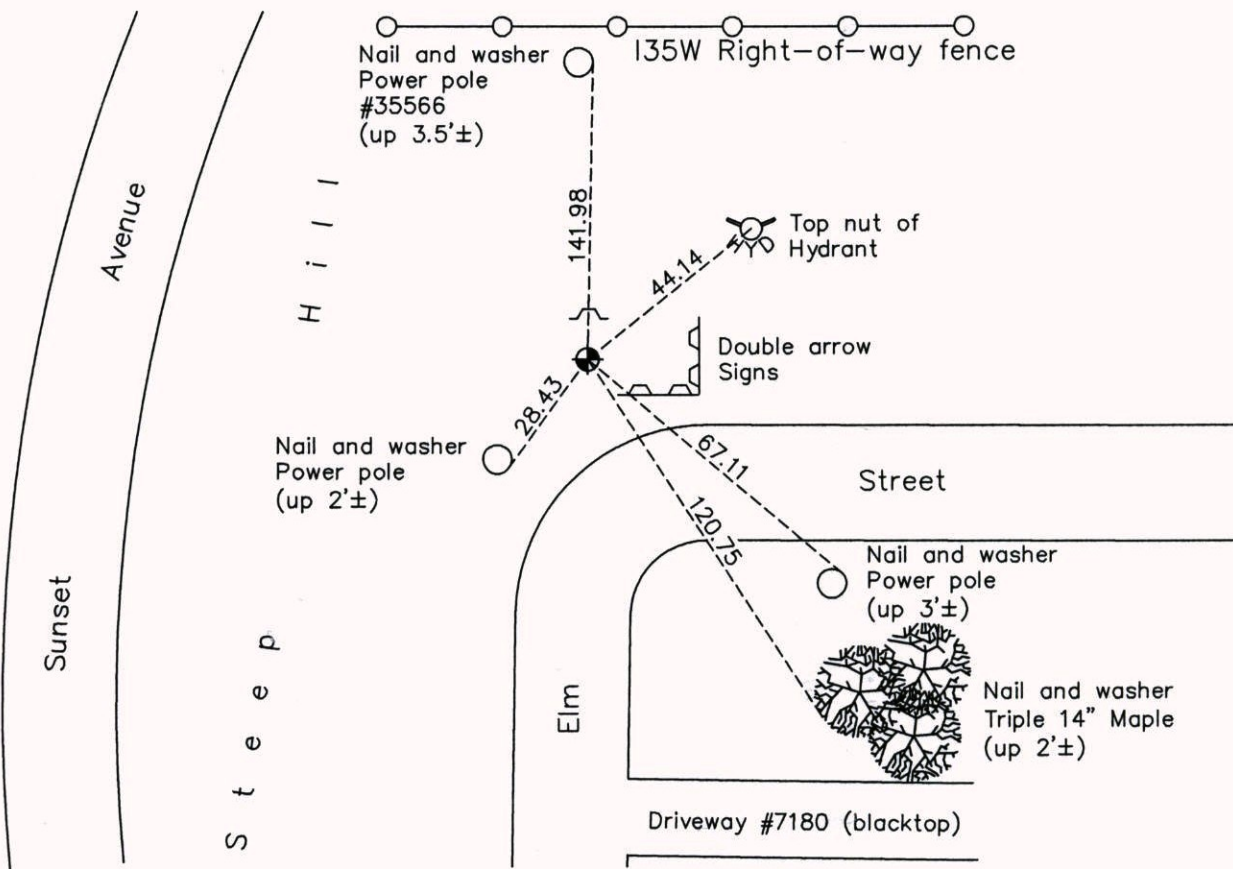 I35W Right-of-way fence
Nail and washer
Power pole
#35566
(up 3.5'±)
141.98
Top nut of
Hydrant
HYD
44.14
Avenue
Hill
Double arrow
Signs
28.43
Nail and washer
Power pole
(up 2'±)
67.11
Street
120.75
Nail and washer
Power pole
(up 3'±)
Sunset
Steep
Elm
Nail and washer
Triple 14" Maple
(up 2'±)
Driveway #7180 (blacktop)